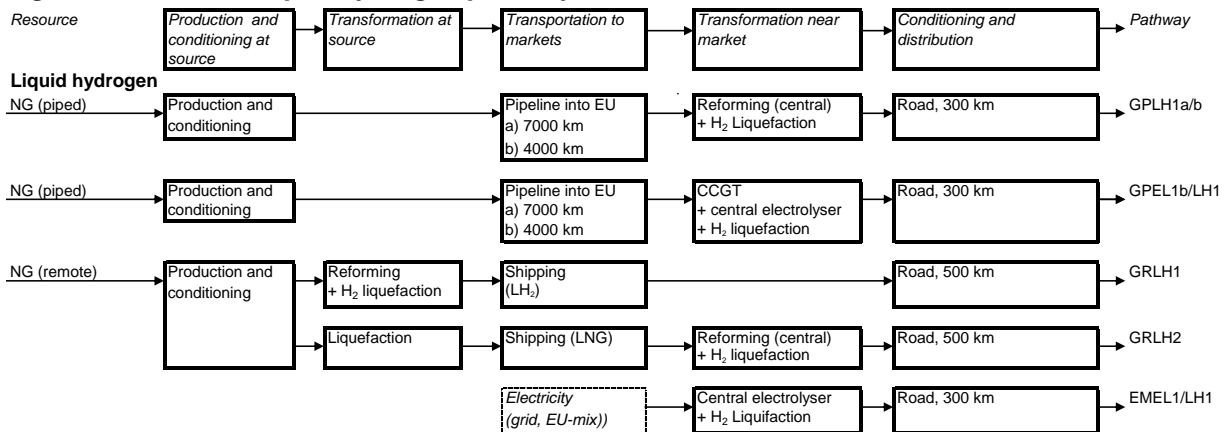 Resource
Production and
conditioning at
source
Transformation at
source
Transportation to
markets
Transformation near
market
Conditioning and
distribution
Pathway
Liquid hydrogen
NG (piped)
Production and
conditioning
Pipeline into EU
a) 7000 km
b) 4000 km
Reforming (central)
+ H₂ Liquefaction
Road, 300 km
GPLH1a/b
NG (piped)
Production and
conditioning
Pipeline into EU
a) 7000 km
b) 4000 km
CCGT
+ central electrolyser
+ H₂ liquefaction
Road, 300 km
GPEL1b/LH1
NG (remote)
Production and
conditioning
Reforming
+ H₂ liquefaction
Shipping
(LH₂)
Road, 500 km
GRLH1
Liquefaction
Shipping (LNG)
Reforming (central)
+ H₂ liquefaction
Road, 500 km
GRLH2
Electricity
(grid, EU-mix))
Central electrolyser
+ H₂ Liquifaction
Road, 300 km
EMEL1/LH1